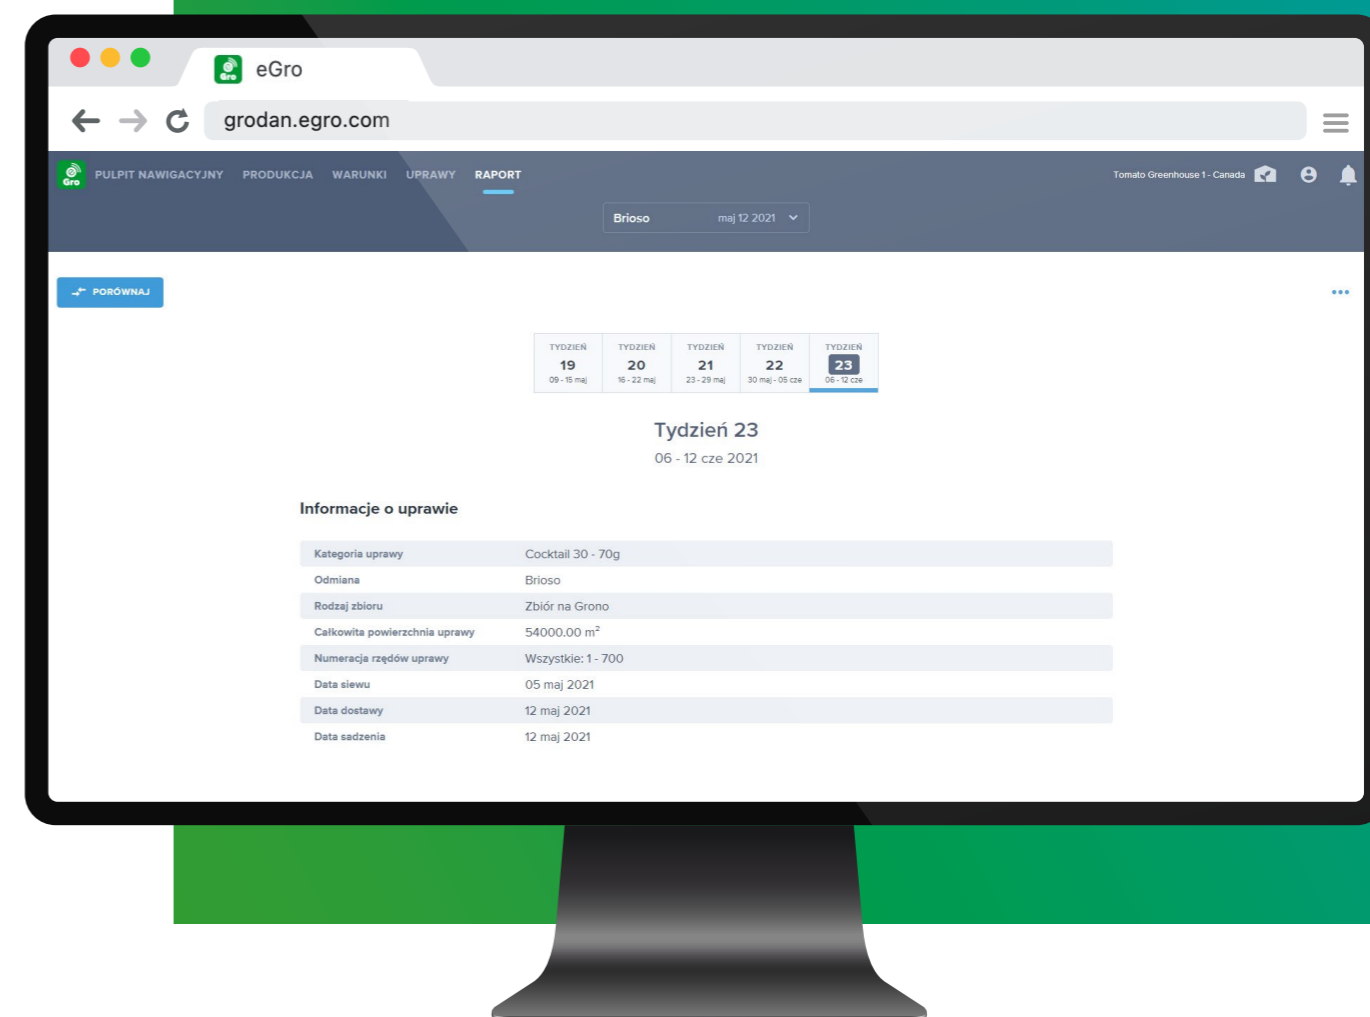 eGro
grodan.egro.com
Gro PULPIT NAWIGACYJNY PRODUKCJA WARUNKI UPRAWY RAPORT Tomato Greenhouse 1 - Canada
Brioso maj 12 2021
PORÓWNAJ
TYDZIEŃ TYDZIEŃ TYDZIEŃ TYDZIEŃ TYDZIEŃ
19 20 21 22 23
09 - 15 maj 16 - 22 maj 23 - 29 maj 30 maj - 05 cze 06 - 12 cze
Tydzień 23
06 - 12 cze 2021
Informacje o uprawie
Kategoria uprawy Cocktail 30 - 70g
Odmiana Brioso
Rodzaj zbioru Zbiór na Grono
Całkowita powierzchnia uprawy 54000.00 m²
Numeracja rzędów uprawy Wszystkie: 1 - 700
Data siewu 05 maj 2021
Data dostawy 12 maj 2021
Data sadzenia 12 maj 2021